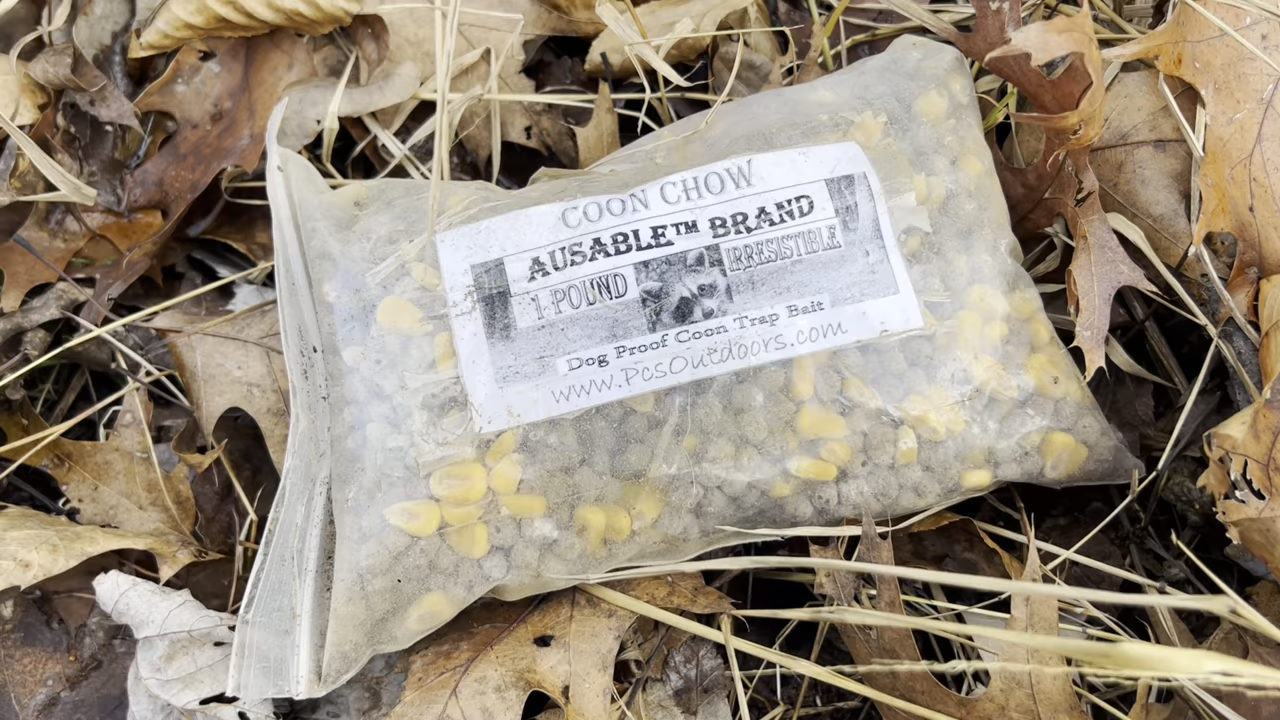 COON CHOW
AUSABLE™ BRAND
1 POUND IRRESISTIBLE
Dog Proof Coon Trap Bait
www.PcsOutdoors.com